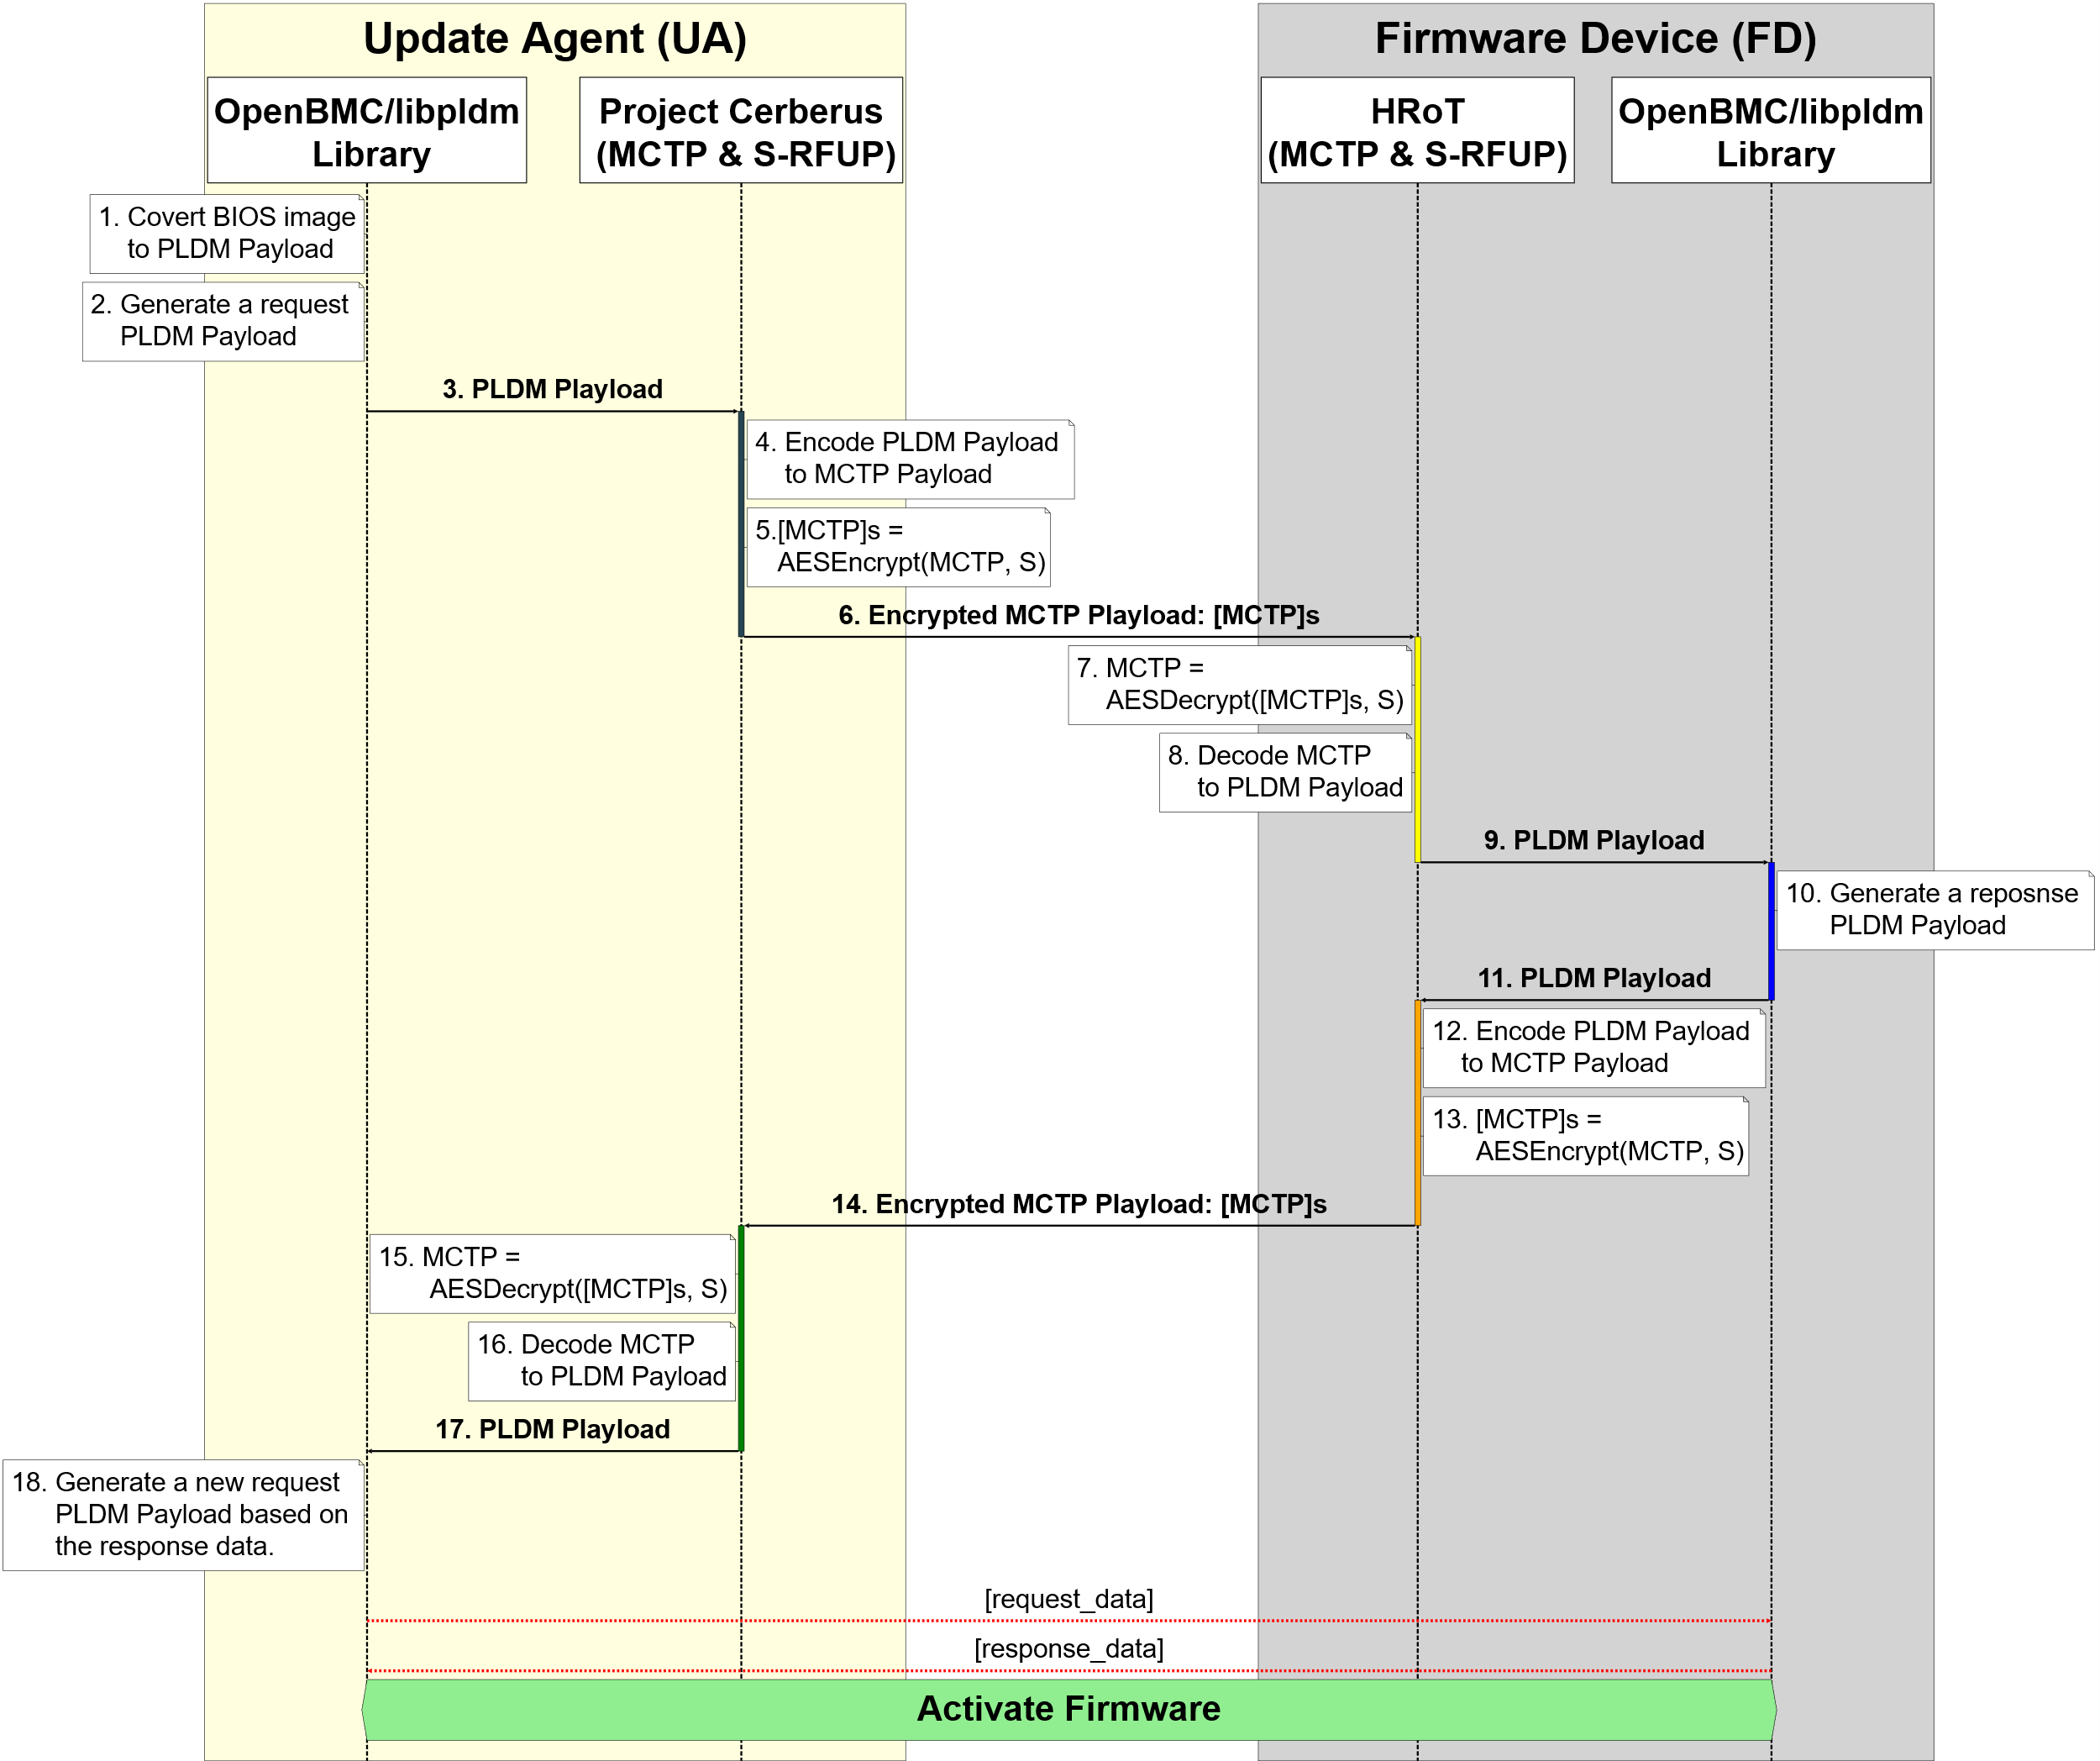 Update Agent (UA)
Firmware Device (FD)
OpenBMC/libpldm
Library
Project Cerberus
(MCTP & S-RFUP)
HRoT
(MCTP & S-RFUP)
OpenBMC/libpldm
Library
1. Covert BIOS image
to PLDM Payload
2. Generate a request
PLDM Payload
3. PLDM Playload
4. Encode PLDM Payload
to MCTP Payload
5.[MCTP]s =
AESEncrypt(MCTP, S)
6. Encrypted MCTP Playload: [MCTP]s
7. MCTP =
AESDecrypt([MCTP]s, S)
8. Decode MCTP
to PLDM Payload
9. PLDM Playload
10. Generate a reposnse
PLDM Payload
11. PLDM Playload
12. Encode PLDM Payload
to MCTP Payload
13. [MCTP]s =
AESEncrypt(MCTP, S)
14. Encrypted MCTP Playload: [MCTP]s
15. MCTP =
AESDecrypt([MCTP]s, S)
16. Decode MCTP
to PLDM Payload
17. PLDM Playload
18. Generate a new request
PLDM Payload based on
the response data.
[request_data]
[response_data]
Activate Firmware